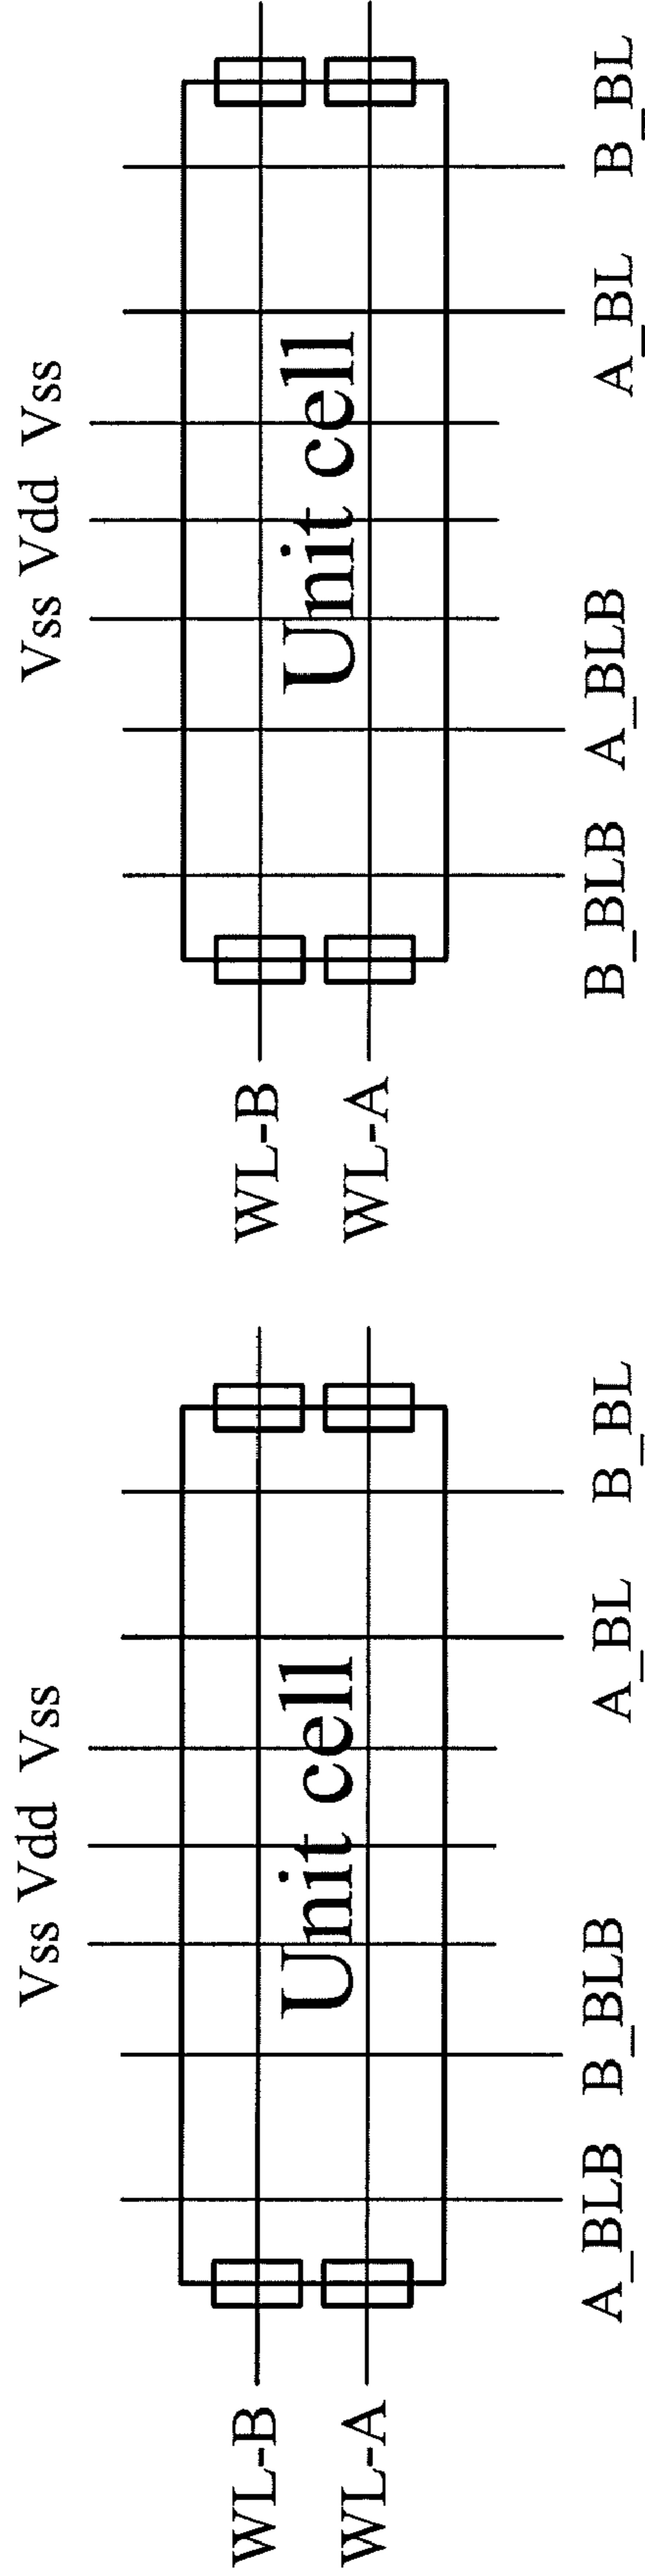 Vss Vdd Vss
WL-B
Unit cell
WL-A
A_BLB B_BLB A_BL B_BL
Vss Vdd Vss
WL-B
Unit cell
WL-A
B_BLB A_BLB A_BL B_BL